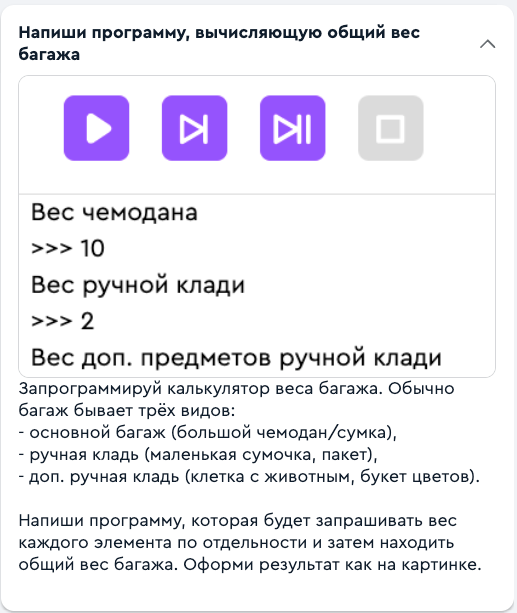 Напиши программу, вычисляющую общий вес
багажа
Вес чемодана
>>> 10
Вес ручной клади
>>> 2
Вес доп. предметов ручной клади
Запрограммируй калькулятор веса багажа. Обычно
багаж бывает трёх видов:
- основной багаж (большой чемодан/сумка),
- ручная кладь (маленькая сумочка, пакет),
- доп. ручная кладь (клетка с животным, букет цветов).
Напиши программу, которая будет запрашивать вес
каждого элемента по отдельности и затем находить
общий вес багажа. Оформи результат как на картинке.